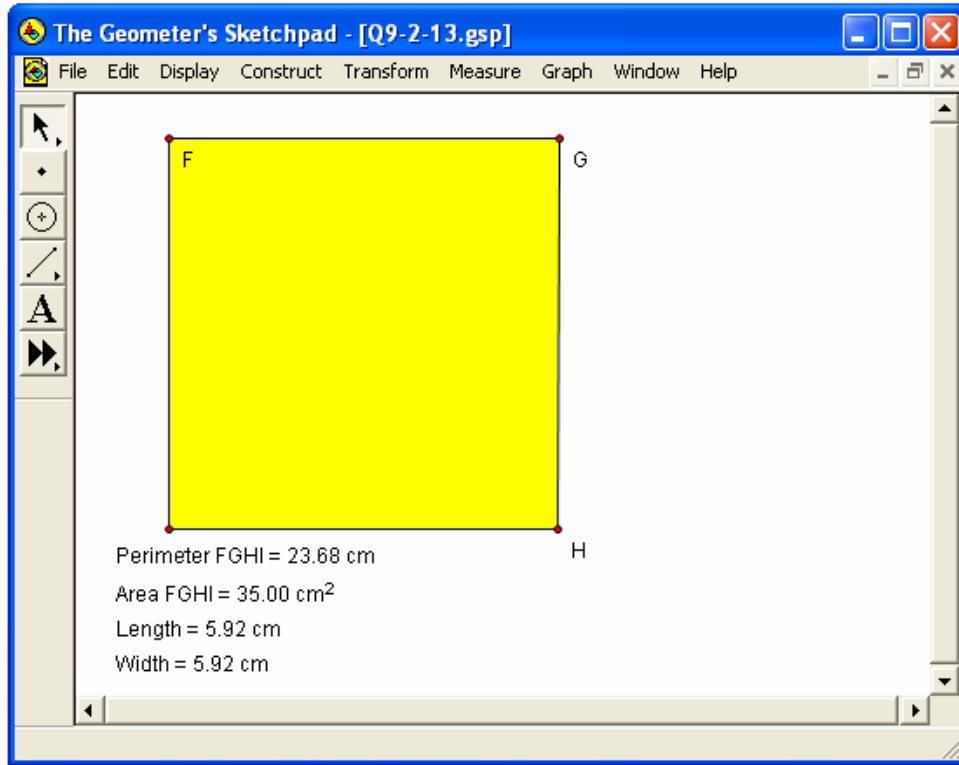 The Geometer's Sketchpad - [Q9-2-13.gsp]
File Edit Display Construct Transform Measure Graph Window Help
A
F
G
H
Perimeter FGHI = 23.68 cm
Area FGHI = 35.00 cm²
Length = 5.92 cm
Width = 5.92 cm